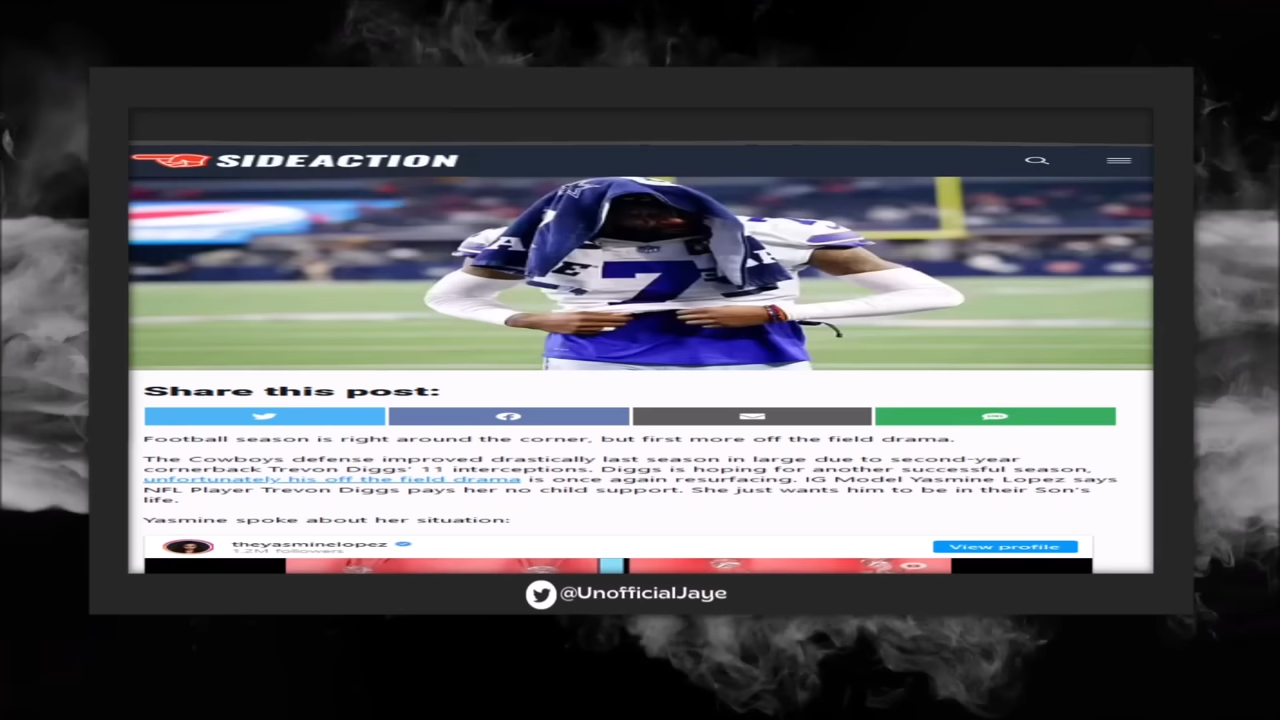 SIDEACTION
7
Share this post:
Football season is right around the corner, but first more off the field drama.
The Cowboys defense improved drastically last season in large due to second-year
cornerback Trevon Diggs' 11 interceptions. Diggs is hoping for another successful season,
unfortunately his off the field drama is once again resurfacing. IG Model Yasmine Lopez says
NFL Player Trevon Diggs pays her no child support. She just wants him to be in their Son's
life.
Yasmine spoke about her situation:
theyasminelopez
1.2M followers
View profile
@UnofficialJaye